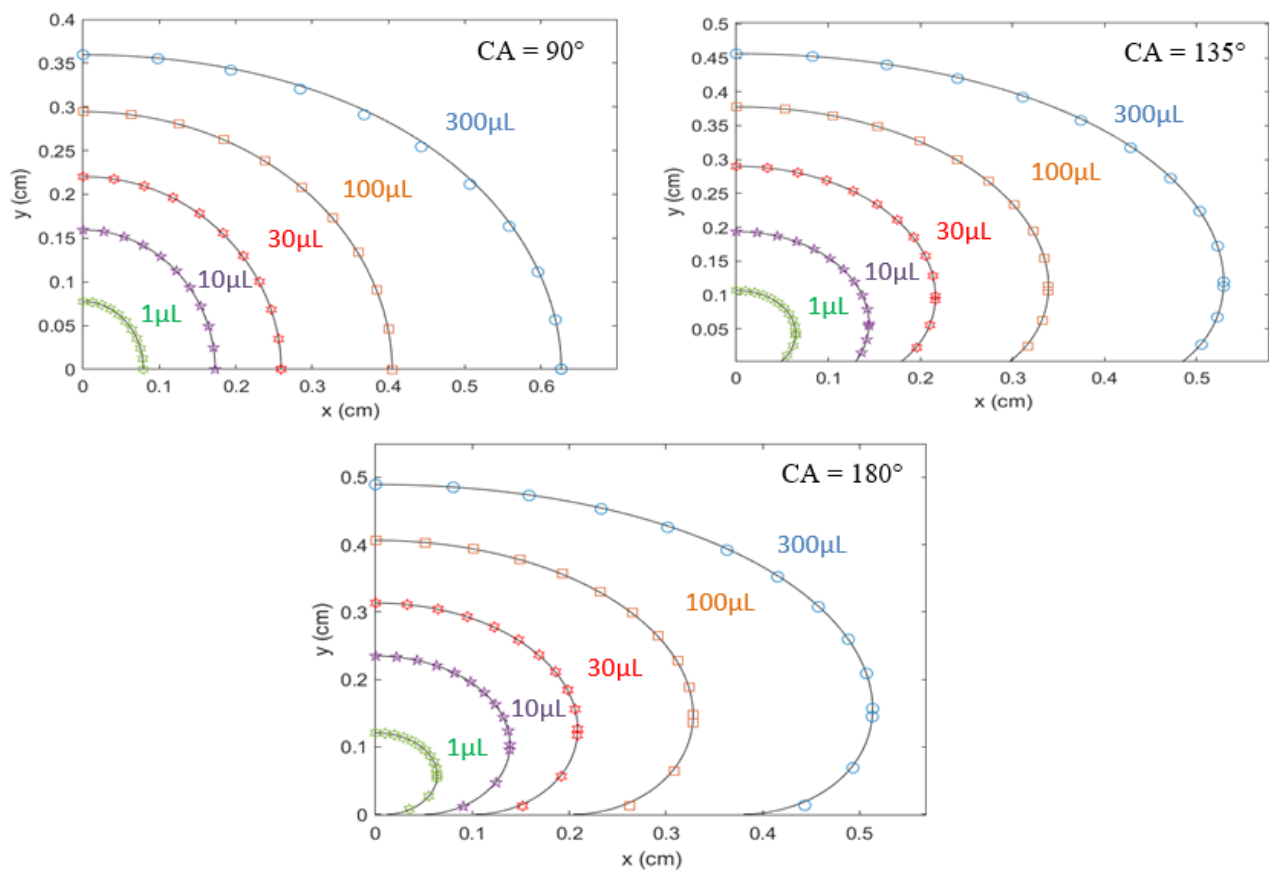 0.4
0.35
0.3
0.25
0.2
0.15
0.1
0.05
0
y (cm)
CA = 90°
300µL
100µL
30µL
10µL
1µL
0 0.1 0.2 0.3 0.4 0.5 0.6
x (cm)
0.5
0.45
0.4
0.35
0.3
0.25
0.2
0.15
0.1
0.05
y (cm)
CA = 135°
300µL
100µL
30µL
10µL
1µL
0 0.1 0.2 0.3 0.4 0.5
x (cm)
0.5
0.4
0.3
0.2
0.1
0
y (cm)
CA = 180°
300µL
100µL
30µL
10µL
1µL
0 0.1 0.2 0.3 0.4 0.5
x (cm)